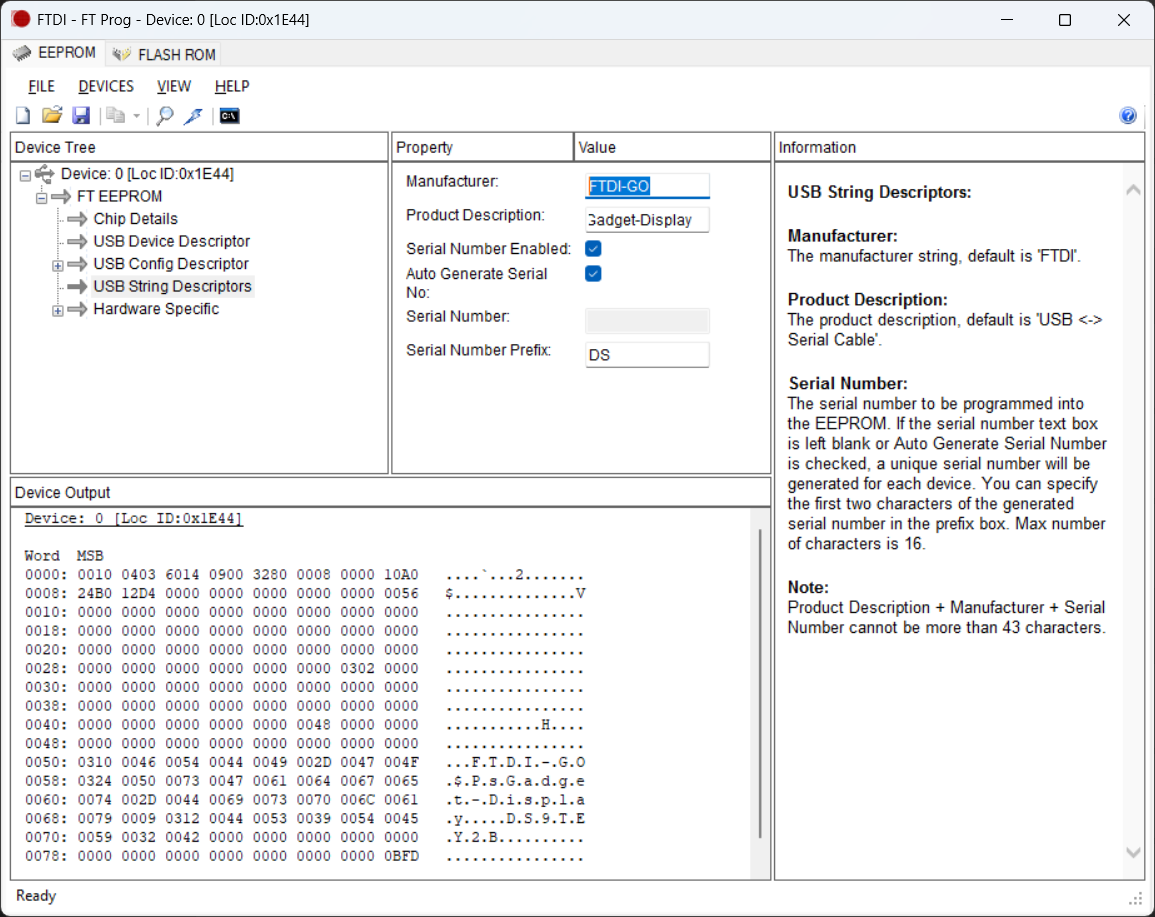 FTDI - FT Prog - Device: 0 [Loc ID:0x1E44]
EEPROM
FLASH ROM
FILE DEVICES VIEW HELP
C:\
?
Device Tree
Device: 0 [Loc ID:0x1E44]
FT EEPROM
Chip Details
USB Device Descriptor
USB Config Descriptor
USB String Descriptors
Hardware Specific
Property Value
Manufacturer: FTDI-GO
Product Description: Gadget-Display
Serial Number Enabled:
Auto Generate Serial
No:
Serial Number:
Serial Number Prefix: DS
Information
USB String Descriptors:
Manufacturer:
The manufacturer string, default is 'FTDI'.
Product Description:
The product description, default is 'USB <->
Serial Cable'.
Serial Number:
The serial number to be programmed into
the EEPROM. If the serial number text box
is left blank or Auto Generate Serial Number
is checked, a unique serial number will be
generated for each device. You can specify
the first two characters of the generated
serial number in the prefix box. Max number
of characters is 16.
Note:
Product Description + Manufacturer + Serial
Number cannot be more than 43 characters.
Device Output
Device: 0 [Loc ID:0x1E44]
Word MSB
0000: 0010 0403 6014 0900 3280 0008 0000 10A0 ....`...2.......
0008: 24B0 12D4 0000 0000 0000 0000 0000 0056 $..............V
0010: 0000 0000 0000 0000 0000 0000 0000 0000 ................
0018: 0000 0000 0000 0000 0000 0000 0000 0000 ................
0020: 0000 0000 0000 0000 0000 0000 0000 0000 ................
0028: 0000 0000 0000 0000 0000 0000 0302 0000 ................
0030: 0000 0000 0000 0000 0000 0000 0000 0000 ................
0038: 0000 0000 0000 0000 0000 0000 0000 0000 ................
0040: 0000 0000 0000 0000 0000 0048 0000 0000 ...........H....
0048: 0000 0000 0000 0000 0000 0000 0000 0000 ................
0050: 0310 0046 0054 0044 0049 002D 0047 004F ...F.T.D.I.-.G.O
0058: 0324 0050 0073 0047 0061 0064 0067 0065 .$.P.s.G.a.d.g.e
0060: 0074 002D 0044 0069 0073 0070 006C 0061 .t.-.D.i.s.p.l.a
0068: 0079 0009 0312 0044 0053 0039 0054 0045 .y.....D.S.9.T.E
0070: 0059 0032 0042 0000 0000 0000 0000 0000 .Y.2.B..........
0078: 0000 0000 0000 0000 0000 0000 0000 0BFD ................
Ready